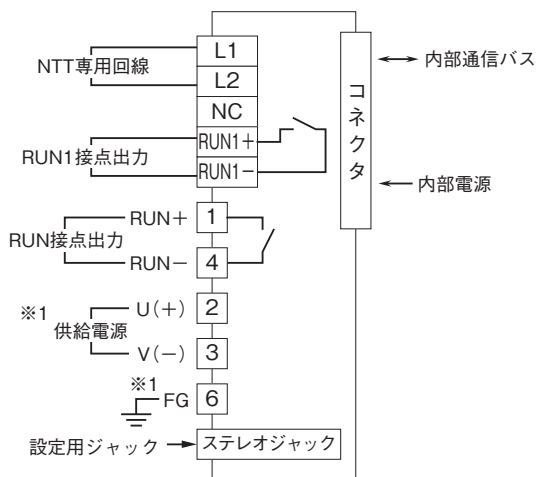 NTT専用回線
L1
L2
NC
RUN1接点出力
RUN1+
RUN1−
コネクタ
内部通信バス
内部電源
RUN接点出力
RUN+
1
RUN−
4
※1
供給電源
U(+)
2
V(−)
3
※1
FG
6
設定用ジャック
ステレオジャック